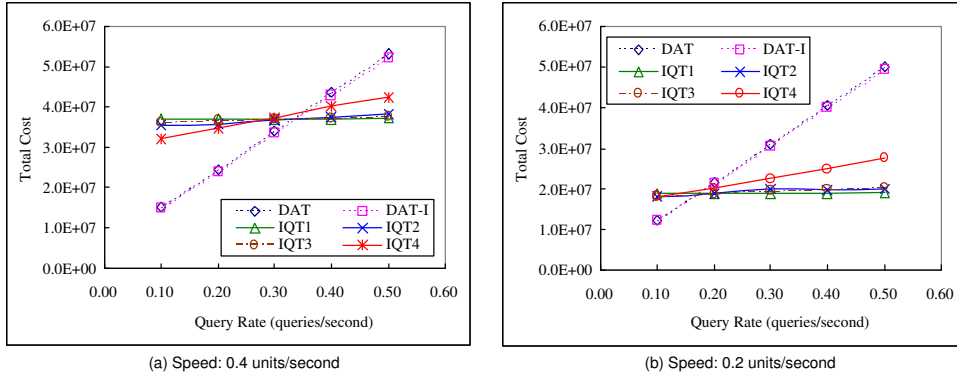 6.0E+07
5.0E+07
4.0E+07
3.0E+07
2.0E+07
1.0E+07
0.0E+00
Total Cost
DAT
DAT-I
IQT1
IQT2
IQT3
IQT4
0.00
0.10
0.20
0.30
0.40
0.50
0.60
Query Rate (queries/second)
(a) Speed: 0.4 units/second
6.0E+07
5.0E+07
4.0E+07
3.0E+07
2.0E+07
1.0E+07
0.0E+00
Total Cost
DAT
DAT-I
IQT1
IQT2
IQT3
IQT4
0.00
0.10
0.20
0.30
0.40
0.50
0.60
Query Rate (queries/second)
(b) Speed: 0.2 units/second